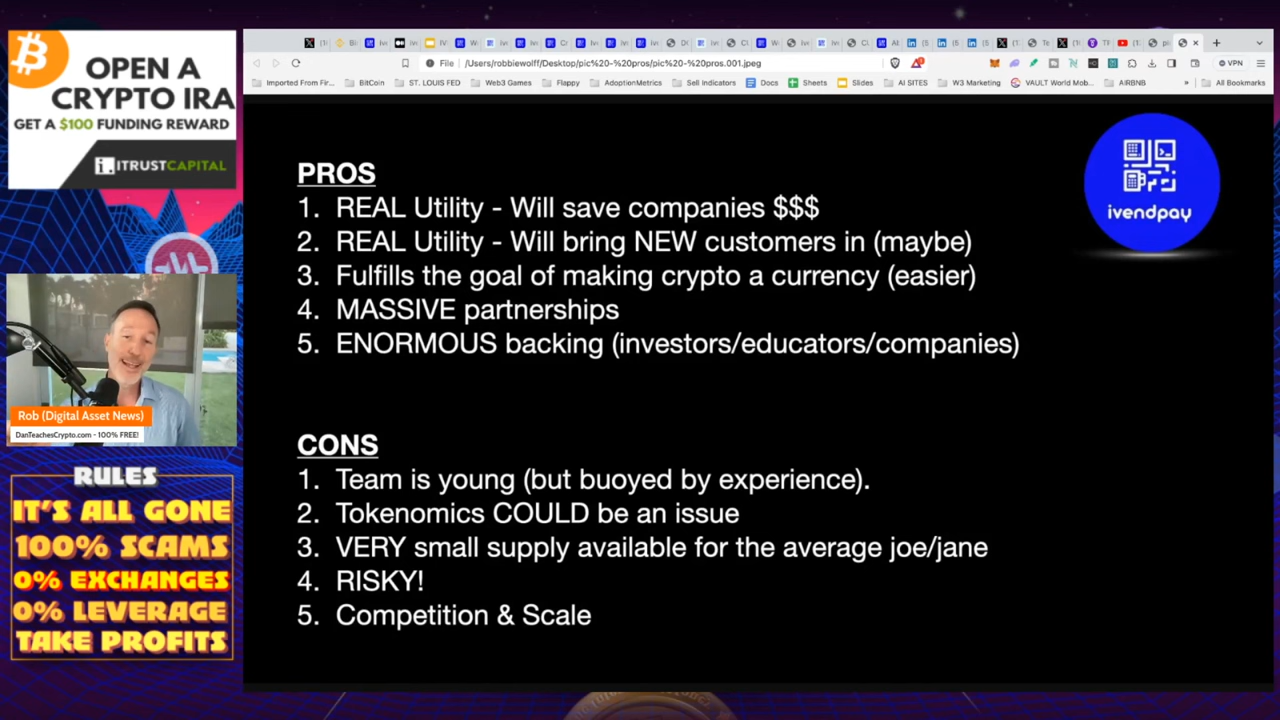 OPEN A
CRYPTO IRA
GET A $100 FUNDING REWARD
i. ITRUSTCAPITAL
Rob (Digital Asset News)
DanTeachesCrypto.com - 100% FREE!
RULES
IT'S ALL GONE
100% SCAMS
0% EXCHANGES
0% LEVERAGE
TAKE PROFITS
File /Users/robbiewolff/Desktop/pic%20-%20pros/pic%20-%20pros.001.jpeg
VPN
Imported From Fir... BitCoin ST. LOUIS FED Web3 Games Flappy AdoptionMetrics Sell Indicators Docs Sheets Slides AI SITES W3 Marketing VAULT World Mob... AIRBNB » All Bookmarks
ivendpay
PROS
1. REAL Utility - Will save companies $$$
2. REAL Utility - Will bring NEW customers in (maybe)
3. Fulfills the goal of making crypto a currency (easier)
4. MASSIVE partnerships
5. ENORMOUS backing (investors/educators/companies)
CONS
1. Team is young (but buoyed by experience).
2. Tokenomics COULD be an issue
3. VERY small supply available for the average joe/jane
4. RISKY!
5. Competition & Scale